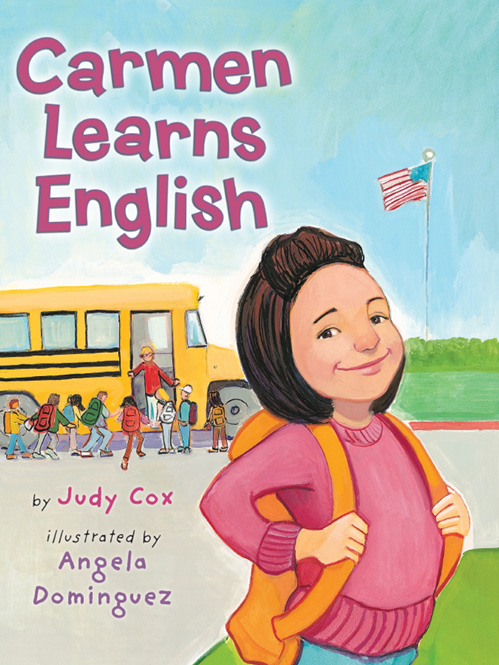 Carmen
Learns
English
by Judy Cox
illustrated by
Angela
Dominguez